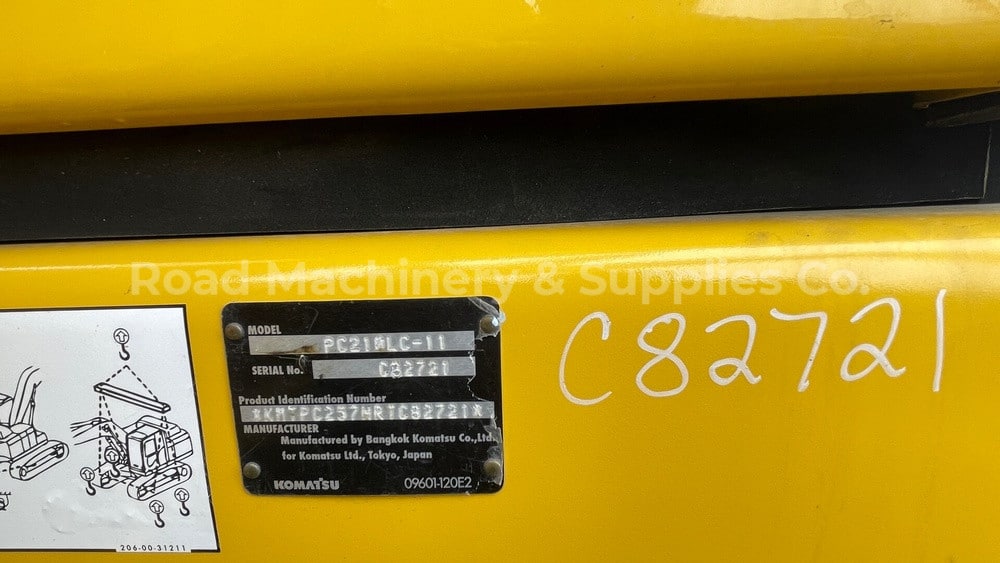 Road Machinery & Supplies Co.
MODEL
PC210LC-11
SERIAL No.
C82721
C82721
Product Identification Number
MANUFACTURER
Manufactured by Bangkok Komatsu Co.,Ltd.
for Komatsu Ltd., Tokyo, Japan
KOMATSU
09601-120E2
206-00-31211